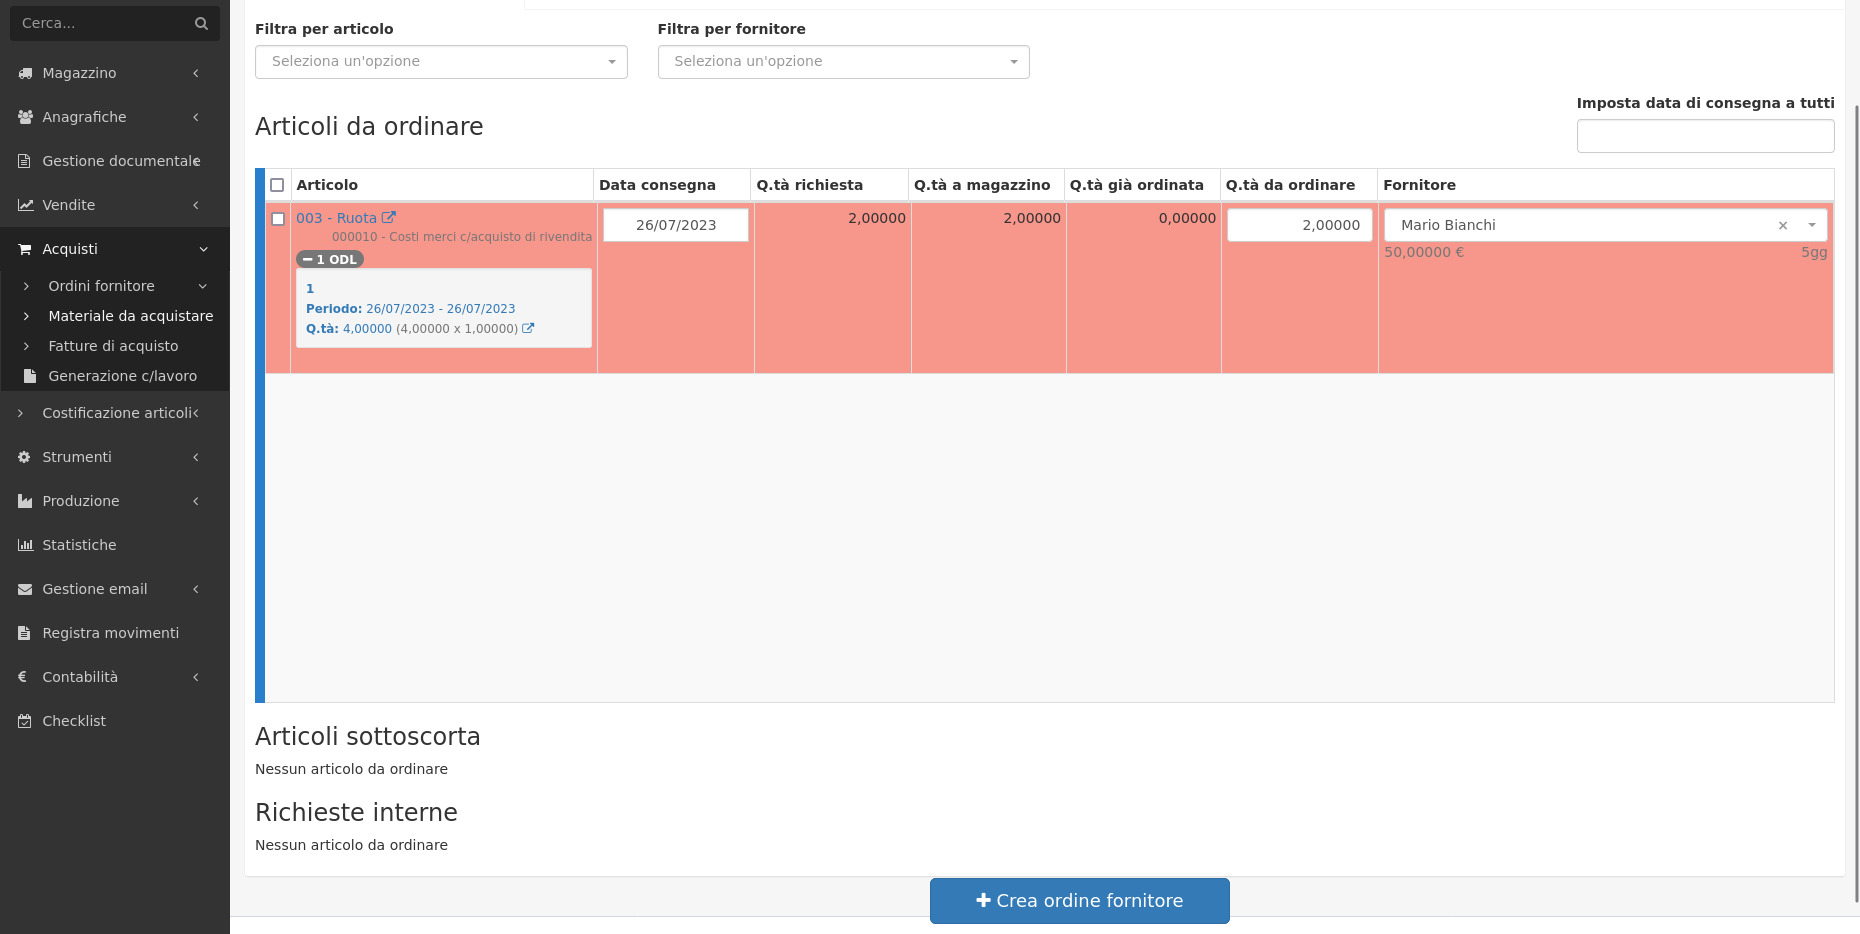 Cerca...
Magazzino
Anagrafiche
Gestione documentale
Vendite
Acquisti
Ordini fornitore
Materiale da acquistare
Fatture di acquisto
Generazione c/lavoro
Costificazione articoli
Strumenti
Produzione
Statistiche
Gestione email
Registra movimenti
€ Contabilità
Checklist
Filtra per articolo Filtra per fornitore
Seleziona un'opzione Seleziona un'opzione
Imposta data di consegna a tutti
Articoli da ordinare
Articolo Data consegna Q.tà richiesta Q.tà a magazzino Q.tà già ordinata Q.tà da ordinare Fornitore
003 - Ruota 26/07/2023 2,00000 2,00000 0,00000 2,00000 Mario Bianchi ×
000010 - Costi merci c/acquisto di rivendita 50,00000 € 5gg
1 ODL
1
Periodo: 26/07/2023 - 26/07/2023
Q.tà: 4,00000 (4,00000 x 1,00000)
Articoli sottoscorta
Nessun articolo da ordinare
Richieste interne
Nessun articolo da ordinare
Crea ordine fornitore